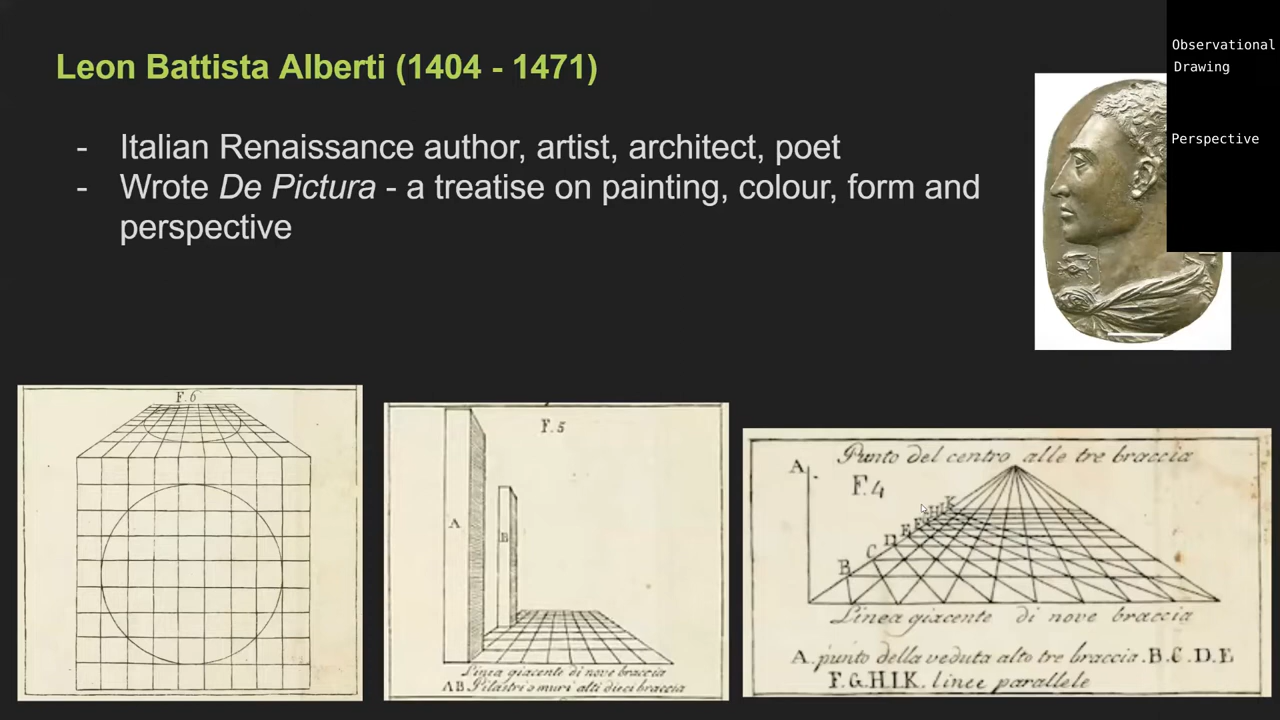 Leon Battista Alberti (1404 - 1471)
- Italian Renaissance author, artist, architect, poet
- Wrote De Pictura - a treatise on painting, colour, form and
perspective
Observational
Drawing
Perspective
F.6
F.5
A
B
Linea giacente di nove braccia
AB Pilastri o muri alti dieci braccia
Punto del centro alle tre braccia
A
F.4
B C D E F G H I K
Linea giacente di nove braccia
A. punto della veduta alto tre braccia. B.C.D.E
F.G.H.I.K. linee parallele